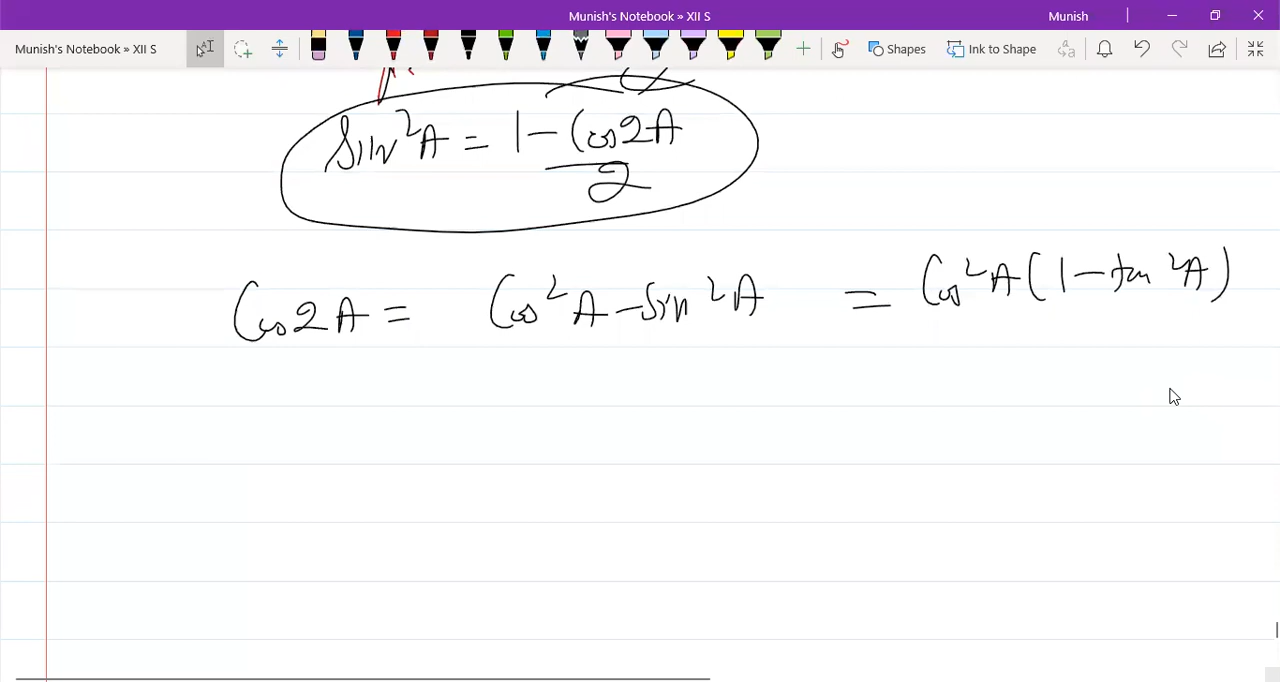 Munish's Notebook » XII S
Munish
Munish's Notebook » XII S
Shapes
Ink to Shape
Sin²A = 1 - Cos2A
2
Cos2A = Cos²A - Sin²A = Cos²A(1 - tan²A)